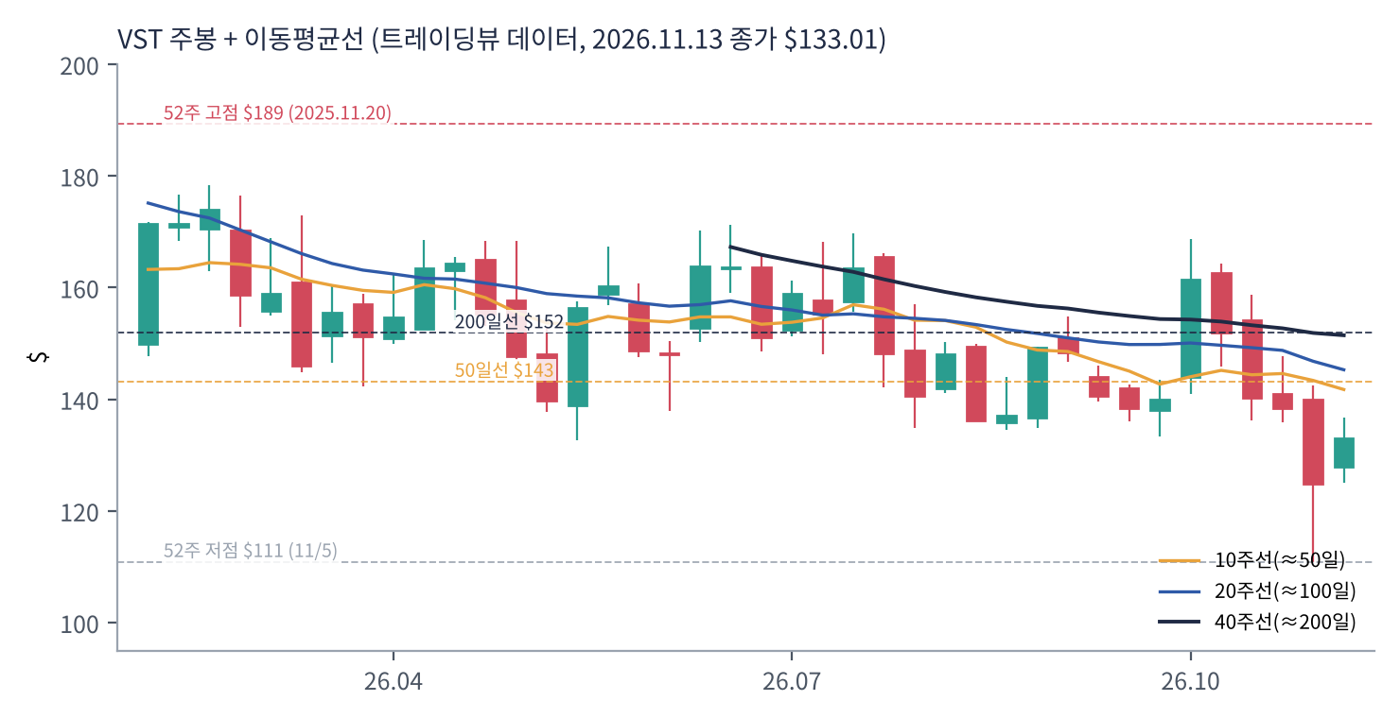 VST 주봉 + 이동평균선 (트레이딩뷰 데이터, 2026.11.13 종가 $133.01)
200
52주 고점 $189 (2025.11.20)
180
160
200일선 $152
$
50일선 $143
140
120
52주 저점 $111 (11/5)
10주선(≈50일)
20주선(≈100일)
100
40주선(≈200일)
26.04
26.07
26.10